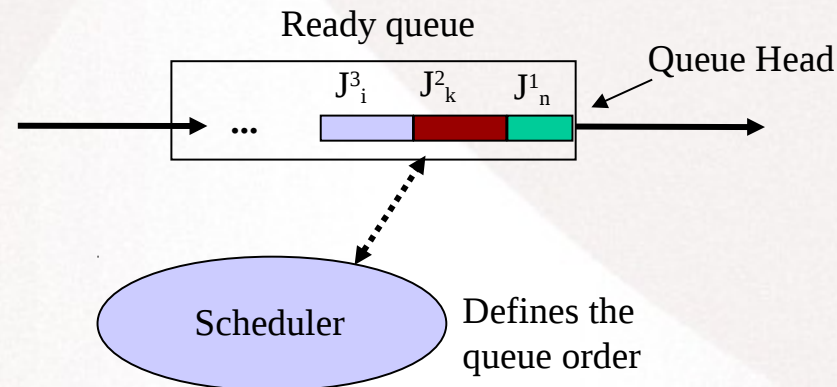 Ready queue
Queue Head
J³ᵢ J²ₖ J¹ₙ
...
Scheduler
Defines the
queue order